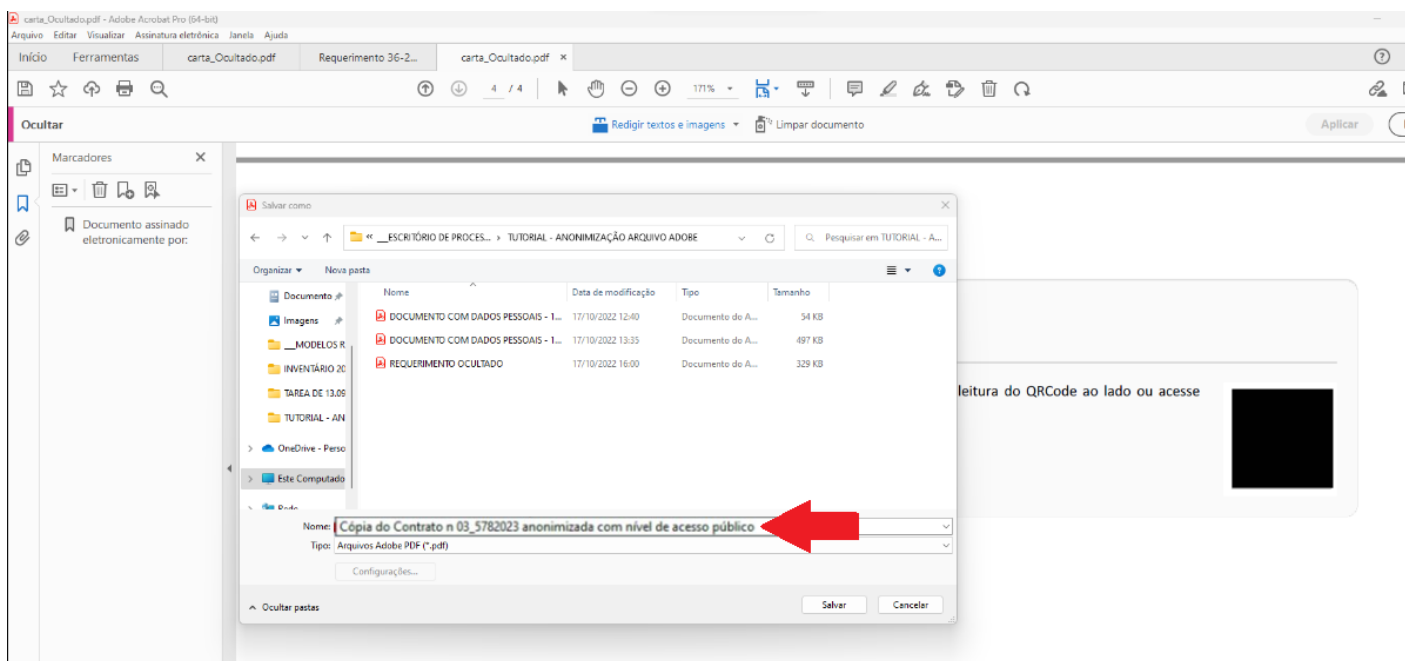 carta_Ocultado.pdf - Adobe Acrobat Pro (64-bit)
Arquivo Editar Visualizar Assinatura eletrônica Janela Ajuda
Início Ferramentas carta_Ocultado.pdf Requerimento 36-2... carta_Ocultado.pdf ×
4 / 4 171%
Ocultar Redigir textos e imagens Limpar documento Aplicar
Marcadores
Documento assinado
eletronicamente por:
Salvar como
« __ESCRITÓRIO DE PROCES... › TUTORIAL - ANONIMIZAÇÃO ARQUIVO ADOBE Pesquisar em TUTORIAL - A...
Organizar Nova pasta
Documento Nome Data de modificação Tipo Tamanho
Imagens DOCUMENTO COM DADOS PESSOAIS - 1... 17/10/2022 12:40 Documento do A... 54 KB
__MODELOS R DOCUMENTO COM DADOS PESSOAIS - 1... 17/10/2022 13:35 Documento do A... 497 KB
INVENTÁRIO 20 REQUERIMENTO OCULTADO 17/10/2022 16:00 Documento do A... 329 KB
TAREA DE 13.09
TUTORIAL - AN
OneDrive - Perso
Este Computado
Rede
leitura do QRCode ao lado ou acesse
Nome: Cópia do Contrato n 03_5782023 anonimizada com nível de acesso público
Tipo: Arquivos Adobe PDF (*.pdf)
Configurações...
Ocultar pastas Salvar Cancelar